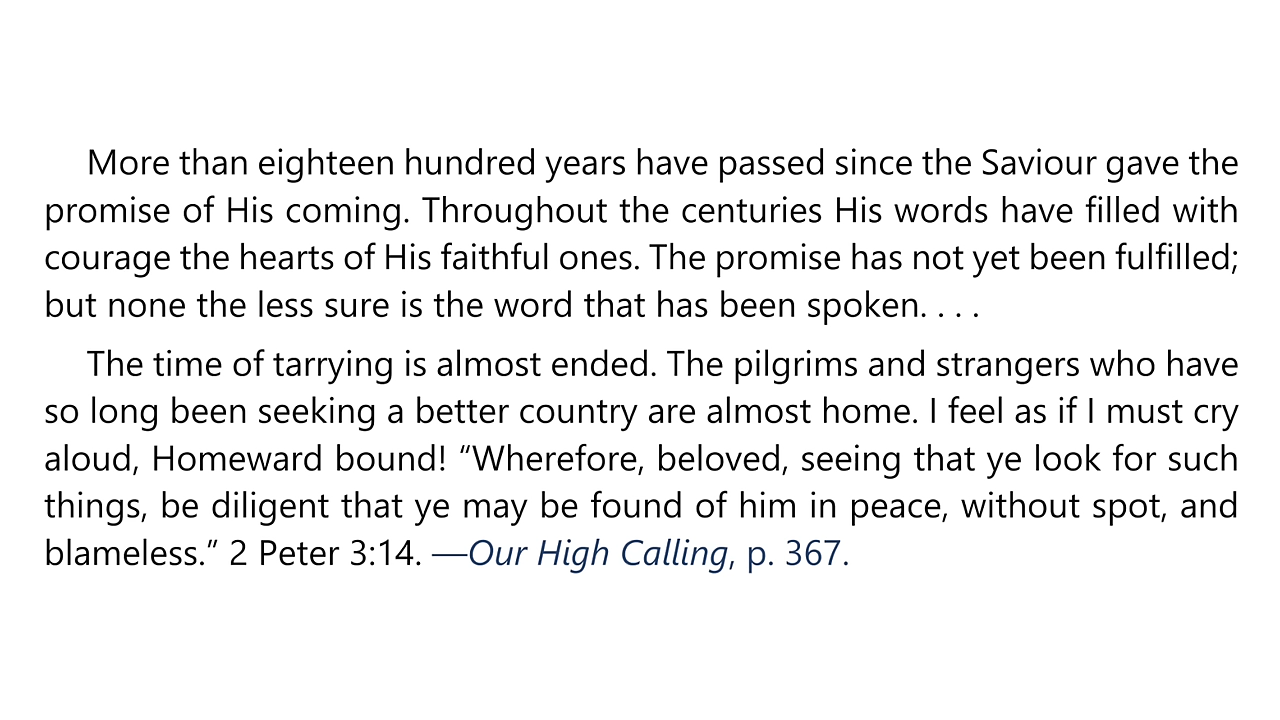 More than eighteen hundred years have passed since the Saviour gave the
promise of His coming. Throughout the centuries His words have filled with
courage the hearts of His faithful ones. The promise has not yet been fulfilled;
but none the less sure is the word that has been spoken. . . .
The time of tarrying is almost ended. The pilgrims and strangers who have
so long been seeking a better country are almost home. I feel as if I must cry
aloud, Homeward bound! “Wherefore, beloved, seeing that ye look for such
things, be diligent that ye may be found of him in peace, without spot, and
blameless.” 2 Peter 3:14. —Our High Calling, p. 367.